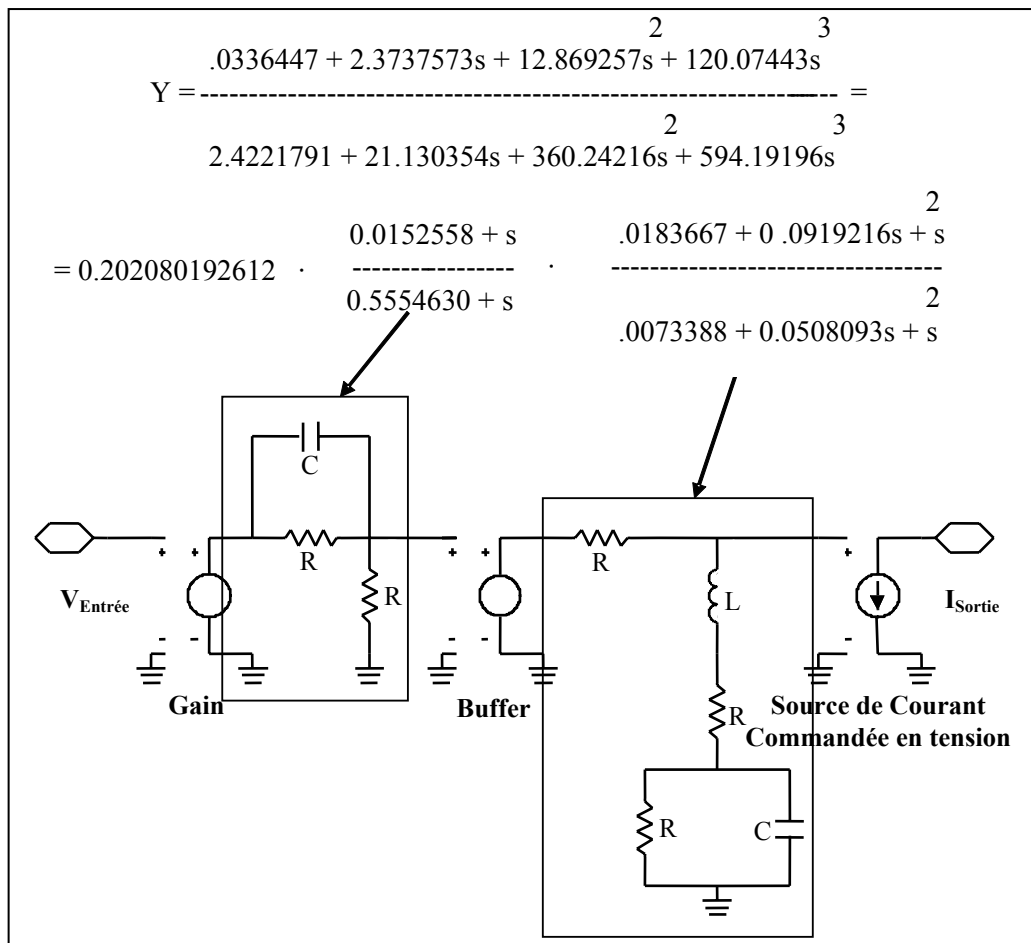 2 3
.0336447 + 2.3737573s + 12.869257s + 120.07443s
Y = ------------------------------------------------------------------ =
2 3
2.4221791 + 21.130354s + 360.24216s + 594.19196s
2
0.0152558 + s .0183667 + 0 .0919216s + s
= 0.202080192612 · ---------------- · ----------------------------------
0.5554630 + s 2
.0073388 + 0.0508093s + s
C
R
R
R
V Entrée
+ +
- -
+ +
- -
L
+
-
I Sortie
Gain
Buffer
R
Source de Courant
Commandée en tension
R
C